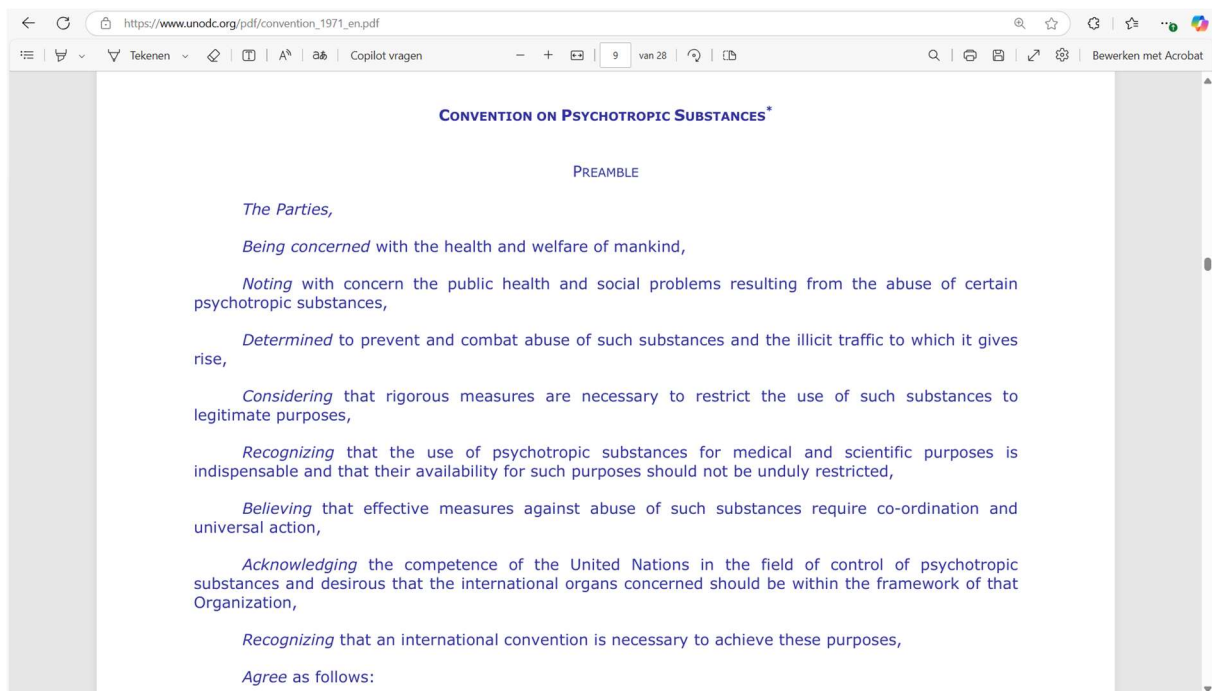 https://www.unodc.org/pdf/convention_1971_en.pdf
Tekenen
Copilot vragen
9 van 28
Bewerken met Acrobat
CONVENTION ON PSYCHOTROPIC SUBSTANCES*
PREAMBLE
The Parties,
Being concerned with the health and welfare of mankind,
Noting with concern the public health and social problems resulting from the abuse of certain
psychotropic substances,
Determined to prevent and combat abuse of such substances and the illicit traffic to which it gives
rise,
Considering that rigorous measures are necessary to restrict the use of such substances to
legitimate purposes,
Recognizing that the use of psychotropic substances for medical and scientific purposes is
indispensable and that their availability for such purposes should not be unduly restricted,
Believing that effective measures against abuse of such substances require co-ordination and
universal action,
Acknowledging the competence of the United Nations in the field of control of psychotropic
substances and desirous that the international organs concerned should be within the framework of that
Organization,
Recognizing that an international convention is necessary to achieve these purposes,
Agree as follows: